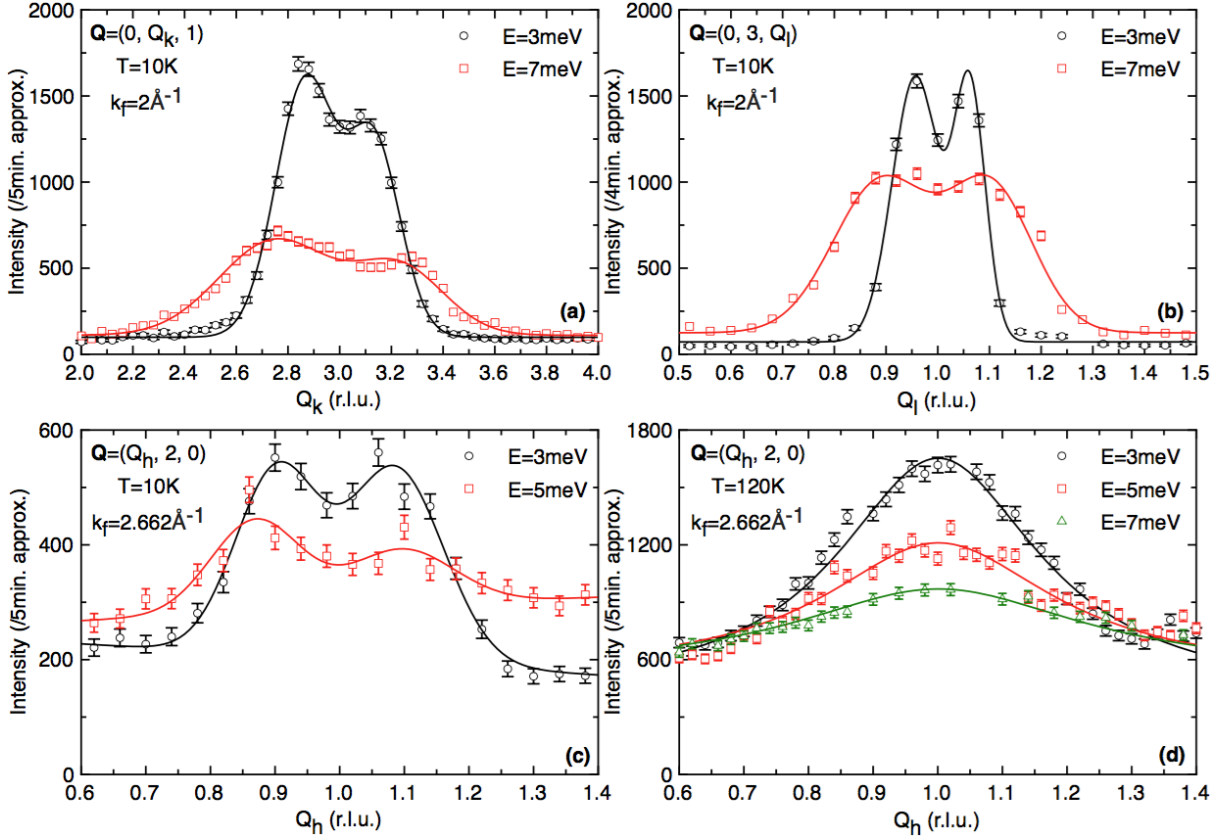 2000
1500
1000
500
0
Intensity (/5min. approx.)
Q=(0, Qk, 1)
T=10K
kf=2Å-1
E=3meV
E=7meV
(a)
2.0 2.2 2.4 2.6 2.8 3.0 3.2 3.4 3.6 3.8 4.0
Qk (r.l.u.)
2000
1500
1000
500
0
Intensity (/4min. approx.)
Q=(0, 3, Ql)
T=10K
kf=2Å-1
E=3meV
E=7meV
(b)
0.5 0.6 0.7 0.8 0.9 1.0 1.1 1.2 1.3 1.4 1.5
Ql (r.l.u.)
600
400
200
0
Intensity (/5min. approx.)
Q=(Qh, 2, 0)
T=10K
kf=2.662Å-1
E=3meV
E=5meV
(c)
0.6 0.7 0.8 0.9 1.0 1.1 1.2 1.3 1.4
Qh (r.l.u.)
1800
1200
600
0
Intensity (/5min. approx.)
Q=(Qh, 2, 0)
T=120K
kf=2.662Å-1
E=3meV
E=5meV
E=7meV
(d)
0.6 0.7 0.8 0.9 1.0 1.1 1.2 1.3 1.4
Qh (r.l.u.)